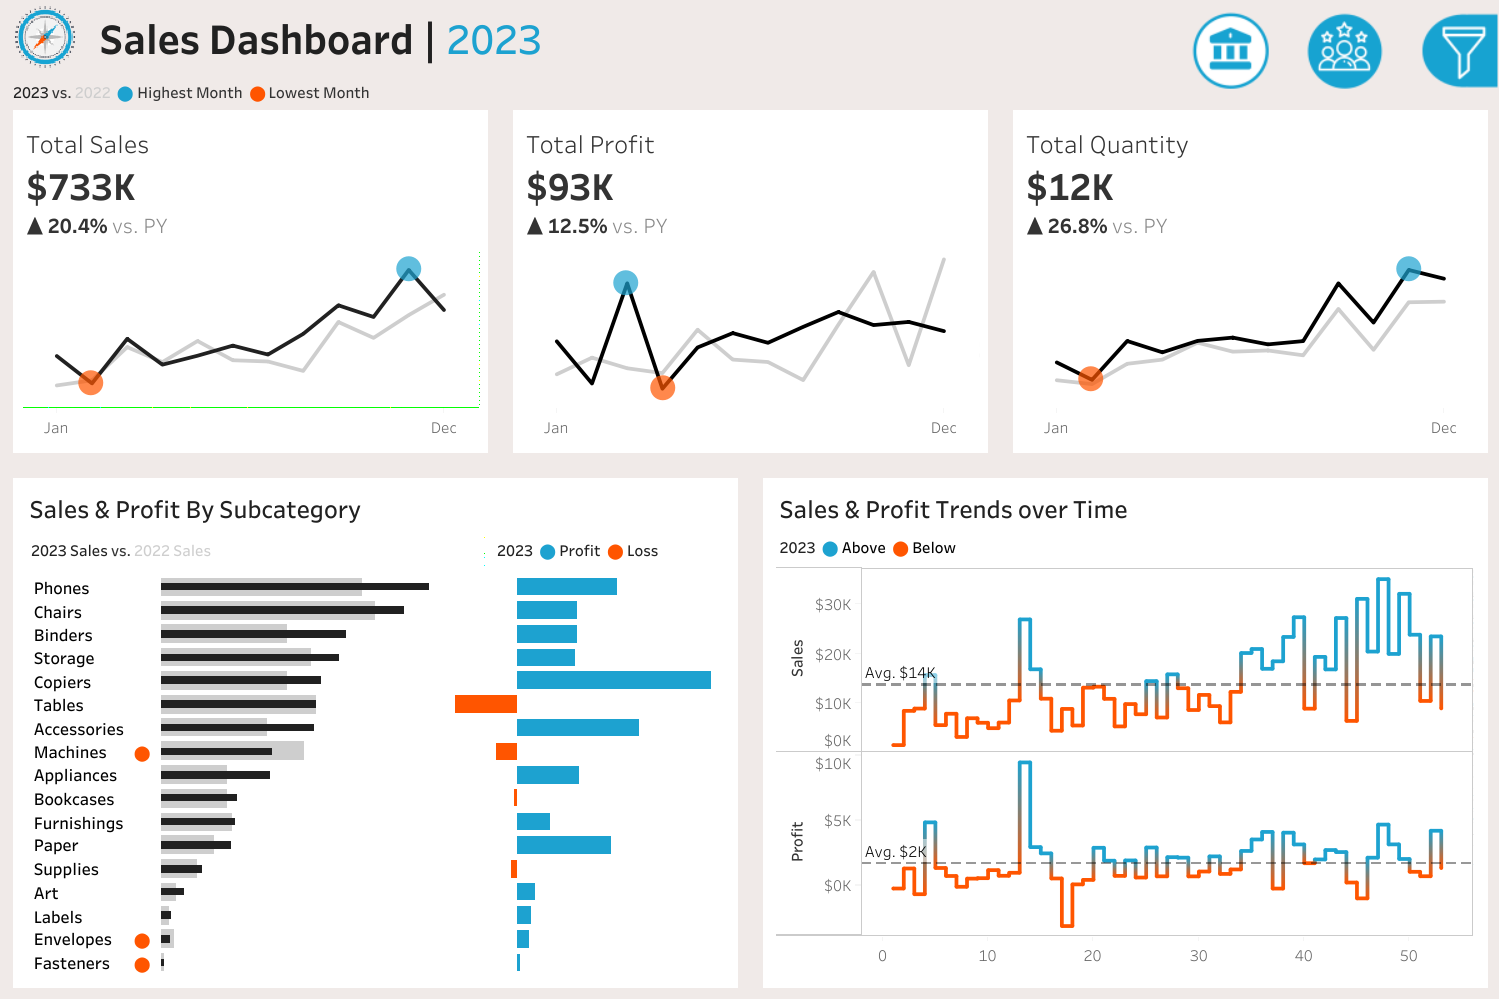 Sales Dashboard | 2023
2023 vs. 2022 Highest Month Lowest Month
Total Sales
$733K
▲ 20.4% vs. PY
Jan Dec
Total Profit
$93K
▲ 12.5% vs. PY
Jan Dec
Total Quantity
$12K
▲ 26.8% vs. PY
Jan Dec
Sales & Profit By Subcategory
2023 Sales vs. 2022 Sales
2023 Profit Loss
Phones
Chairs
Binders
Storage
Copiers
Tables
Accessories
Machines
Appliances
Bookcases
Furnishings
Paper
Supplies
Art
Labels
Envelopes
Fasteners
Sales & Profit Trends over Time
2023 Above Below
Sales
$30K
$20K
Avg. $14K
$10K
$0K
Profit
$10K
$5K
Avg. $2K
$0K
0 10 20 30 40 50